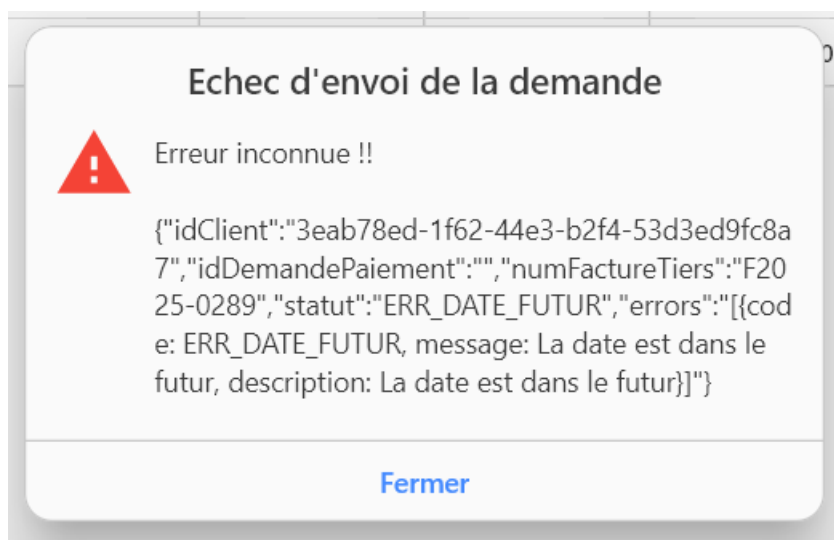 Echec d'envoi de la demande
Erreur inconnue !!
{"idClient":"3eab78ed-1f62-44e3-b2f4-53d3ed9fc8a
7","idDemandePaiement":"","numFactureTiers":"F20
25-0289","statut":"ERR_DATE_FUTUR","errors":"[{cod
e: ERR_DATE_FUTUR, message: La date est dans le
futur, description: La date est dans le futur}]"}
Fermer